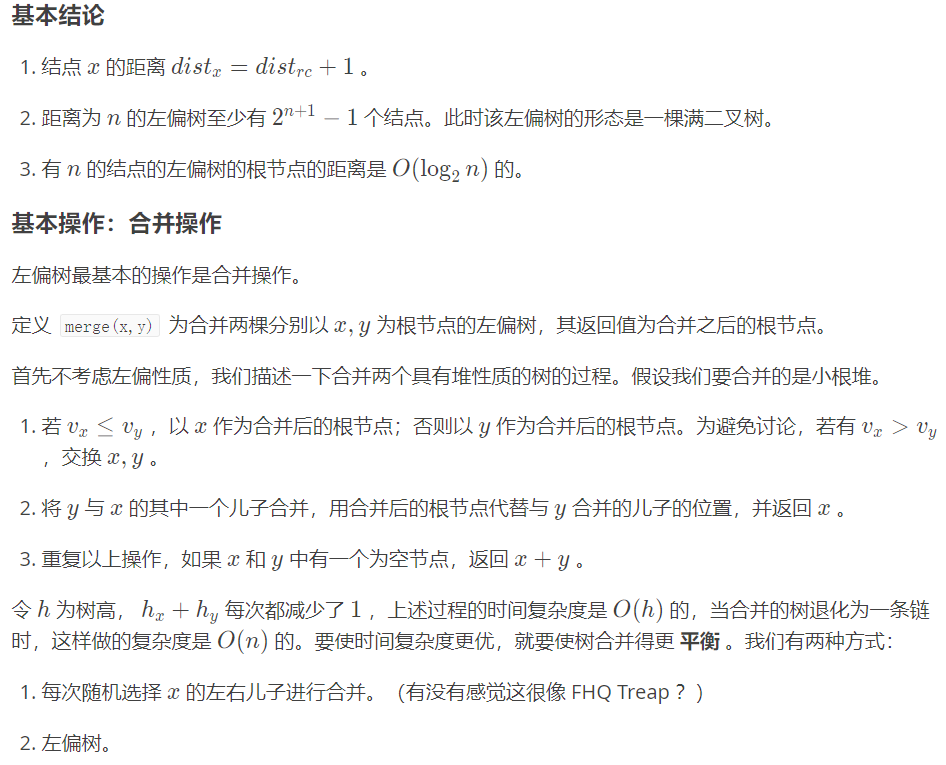 基本结论
1. 结点 x 的距离 dist_x = dist_{rc} + 1 。
2. 距离为 n 的左偏树至少有 2^{n+1} − 1 个结点。此时该左偏树的形态是一棵满二叉树。
3. 有 n 的结点的左偏树的根节点的距离是 O(log_2 n) 的。
基本操作：合并操作
左偏树最基本的操作是合并操作。
定义 merge(x,y) 为合并两棵分别以 x, y 为根节点的左偏树，其返回值为合并之后的根节点。
首先不考虑左偏性质，我们描述一下合并两个具有堆性质的树的过程。假设我们要合并的是小根堆。
1. 若 v_x ≤ v_y ，以 x 作为合并后的根节点；否则以 y 作为合并后的根节点。为避免讨论，若有 v_x > v_y
，交换 x, y 。
2. 将 y 与 x 的其中一个儿子合并，用合并后的根节点代替与 y 合并的儿子的位置，并返回 x 。
3. 重复以上操作，如果 x 和 y 中有一个为空节点，返回 x + y 。
令 h 为树高， h_x + h_y 每次都减少了 1 ，上述过程的时间复杂度是 O(h) 的，当合并的树退化为一条链
时，这样做的复杂度是 O(n) 的。要使时间复杂度更优，就要使树合并得更 平衡 。我们有两种方式：
1. 每次随机选择 x 的左右儿子进行合并。（有没有感觉这很像 FHQ Treap ？）
2. 左偏树。